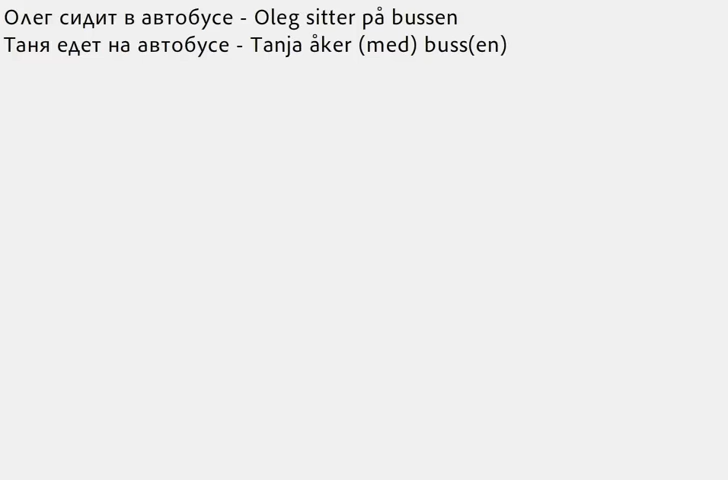 Олег сидит в автобусе - Oleg sitter på bussen
Таня едет на автобусе - Tanja åker (med) buss(en)